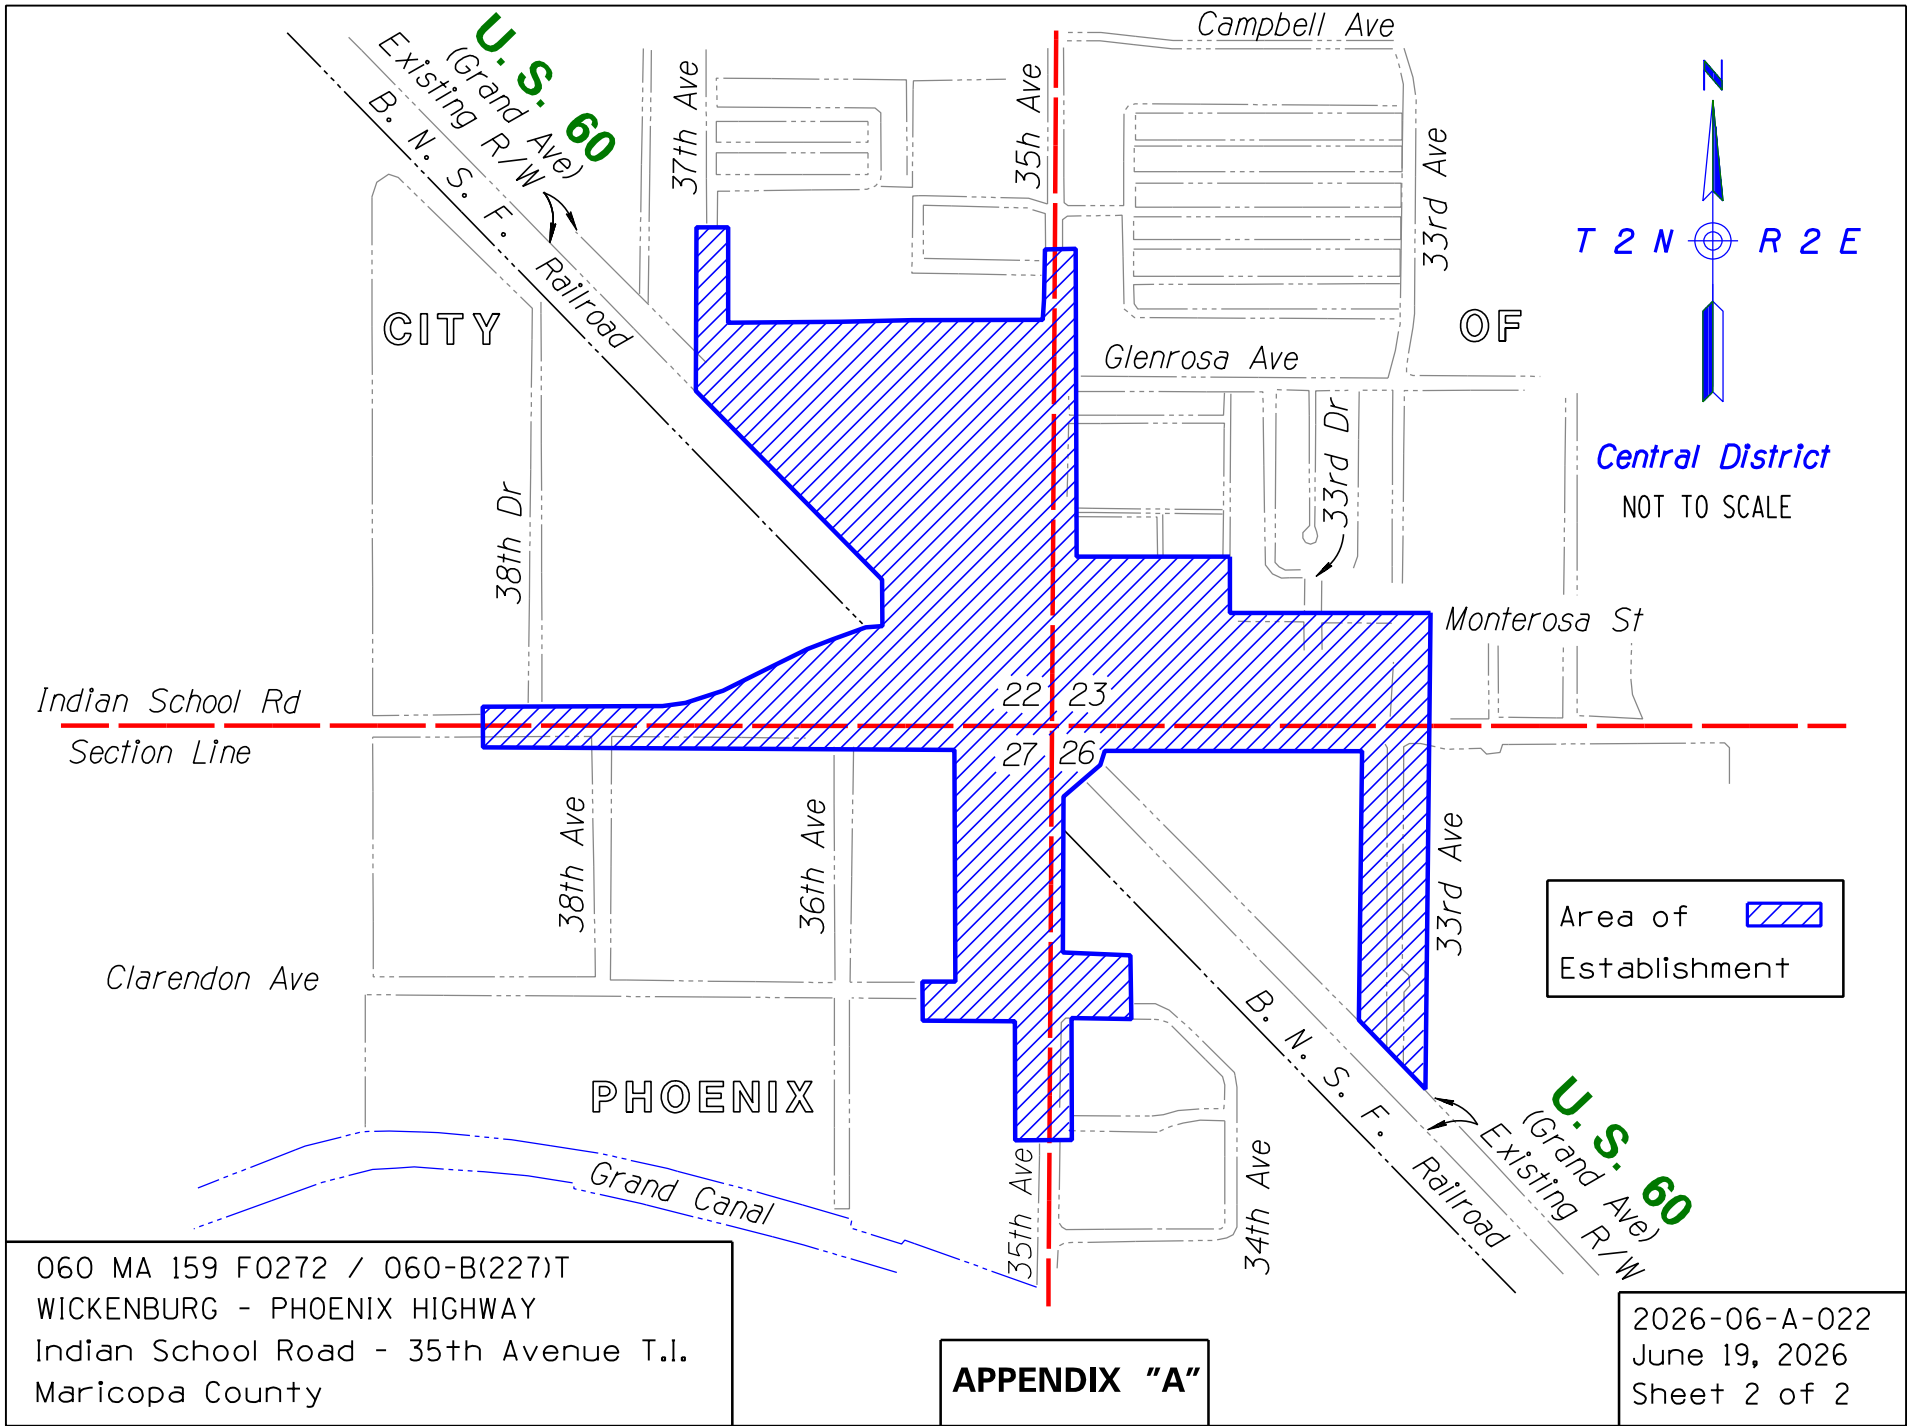 Campbell Ave
U. S. 60
(Grand Ave)
Existing R/W
B. N. S. F. Railroad
37th Ave
35h Ave
33rd Ave
N
T 2 N R 2 E
CITY
OF
Glenrosa Ave
33rd Dr
Central District
NOT TO SCALE
38th Dr
Monterosa St
Indian School Rd
22 23
Section Line
27 26
38th Ave
36th Ave
33rd Ave
Area of
Establishment
Clarendon Ave
B. N. S. F. Railroad
PHOENIX
U. S. 60
(Grand Ave)
Existing R/W
Grand Canal
35th Ave
34th Ave
060 MA 159 F0272 / 060-B(227)T
WICKENBURG - PHOENIX HIGHWAY
Indian School Road - 35th Avenue T.I.
Maricopa County
APPENDIX "A"
2026-06-A-022
June 19, 2026
Sheet 2 of 2